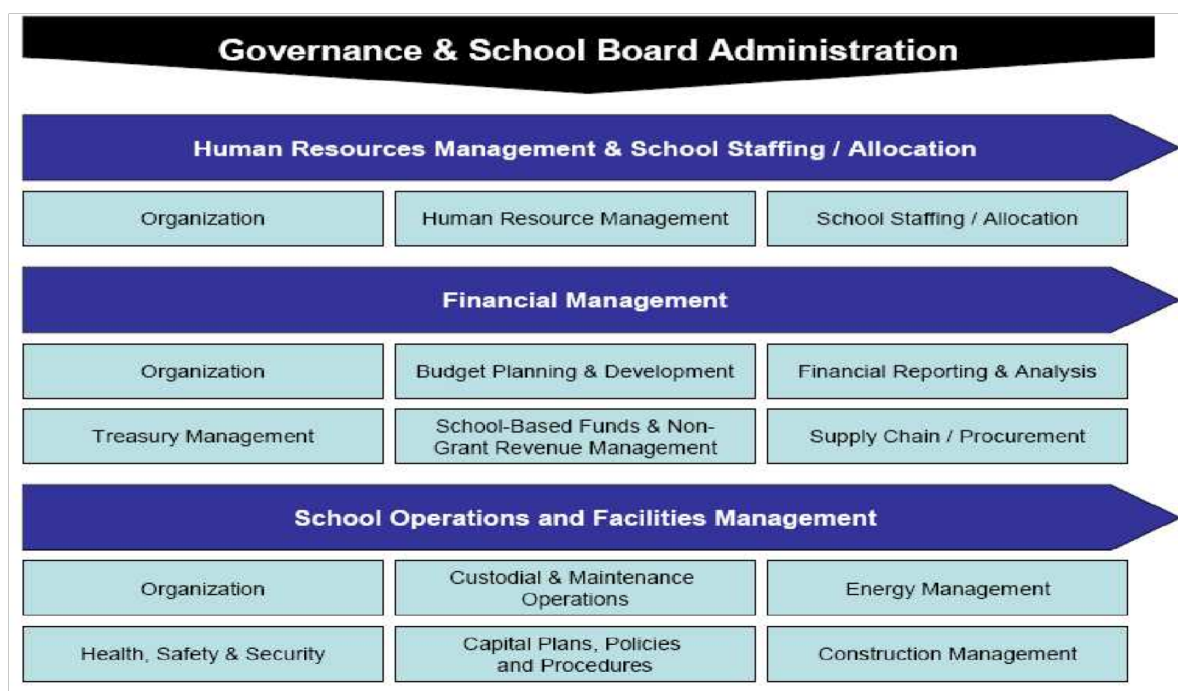 Governance & School Board Administration
Human Resources Management & School Staffing / Allocation
Organization
Human Resource Management
School Staffing / Allocation
Financial Management
Organization
Budget Planning & Development
Financial Reporting & Analysis
Treasury Management
School-Based Funds & Non-
Grant Revenue Management
Supply Chain / Procurement
School Operations and Facilities Management
Organization
Custodial & Maintenance
Operations
Energy Management
Health, Safety & Security
Capital Plans, Policies
and Procedures
Construction Management